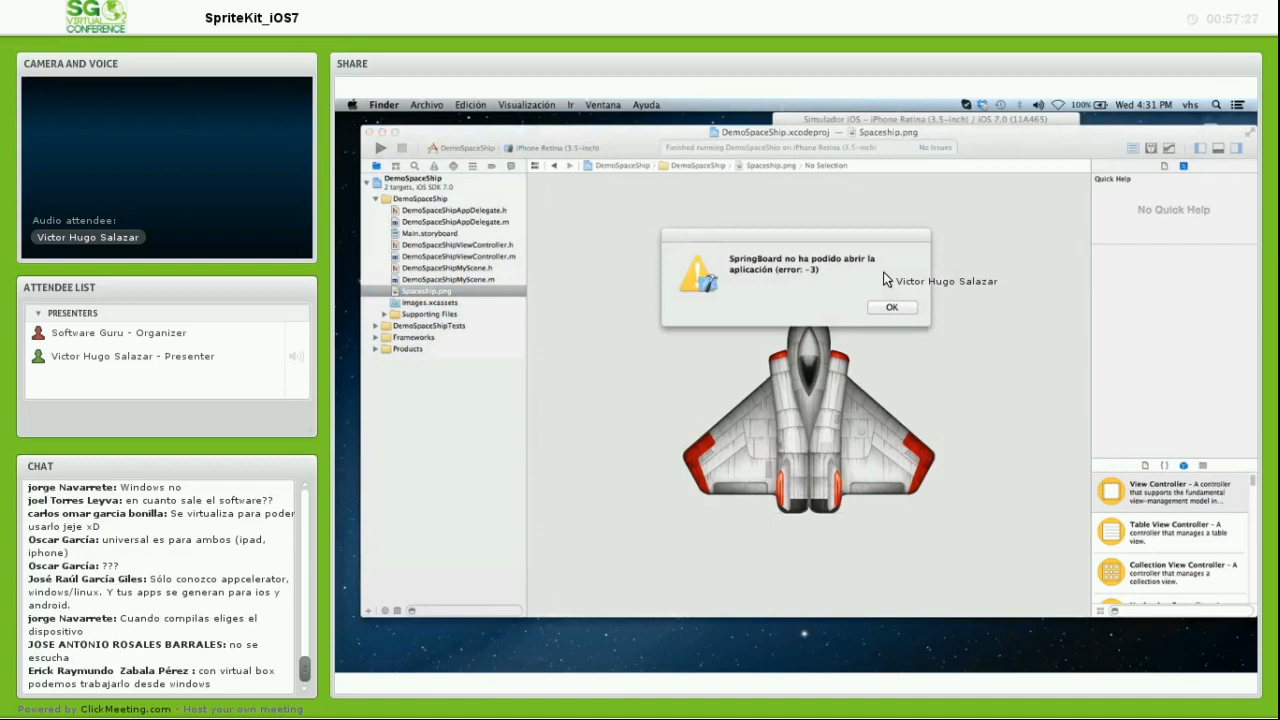 SG
VIRTUAL
CONFERENCE
SpriteKit_iOS7
00:57:27
CAMERA AND VOICE
Audio attendee:
Victor Hugo Salazar
ATTENDEE LIST
PRESENTERS
Software Guru - Organizer
Victor Hugo Salazar - Presenter
CHAT
jorge Navarrete: Windows no
joel Torres Leyva: en cuanto sale el software??
carlos omar garcia bonilla: Se virtualiza para poder
usarlo jeje xD
Oscar García: universal es para ambos (ipad,
iphone)
Oscar García: ???
José Raúl García Giles: Sólo conozco appcelerator,
windows/linux. Y tus apps se generan para ios y
android.
jorge Navarrete: Cuando compilas eliges el
dispositivo
JOSE ANTONIO ROSALES BARRALES: no se
escucha
Erick Raymundo Zabala Pérez : con virtual box
podemos trabajarlo desde windows
Powered by ClickMeeting.com - Host your own meeting
SHARE
Finder Archivo Edición Visualización Ir Ventana Ayuda
100% Wed 4:31 PM vhs
Simulador iOS - iPhone Retina (3.5-inch) / iOS 7.0 (11A465)
DemoSpaceShip.xcodeproj — Spaceship.png
DemoSpaceShip iPhone Retina (3.5-inch)
Finished running DemoSpaceShip on iPhone Retina (3.5-inch) No Issues
DemoSpaceShip DemoSpaceShip Spaceship.png No Selection
DemoSpaceShip
2 targets, iOS SDK 7.0
DemoSpaceShip
DemoSpaceShipAppDelegate.h
DemoSpaceShipAppDelegate.m
Main.storyboard
DemoSpaceShipViewController.h
DemoSpaceShipViewController.m
DemoSpaceShipMyScene.h
DemoSpaceShipMyScene.m
Spaceship.png
Images.xcassets
Supporting Files
DemoSpaceShipTests
Frameworks
Products
SpringBoard no ha podido abrir la
aplicación (error: -3)
OK
Victor Hugo Salazar
Quick Help
No Quick Help
View Controller - A controller
that supports the fundamental
view-management model in...
Table View Controller - A
controller that manages a table
view.
Collection View Controller - A
controller that manages a
collection view.